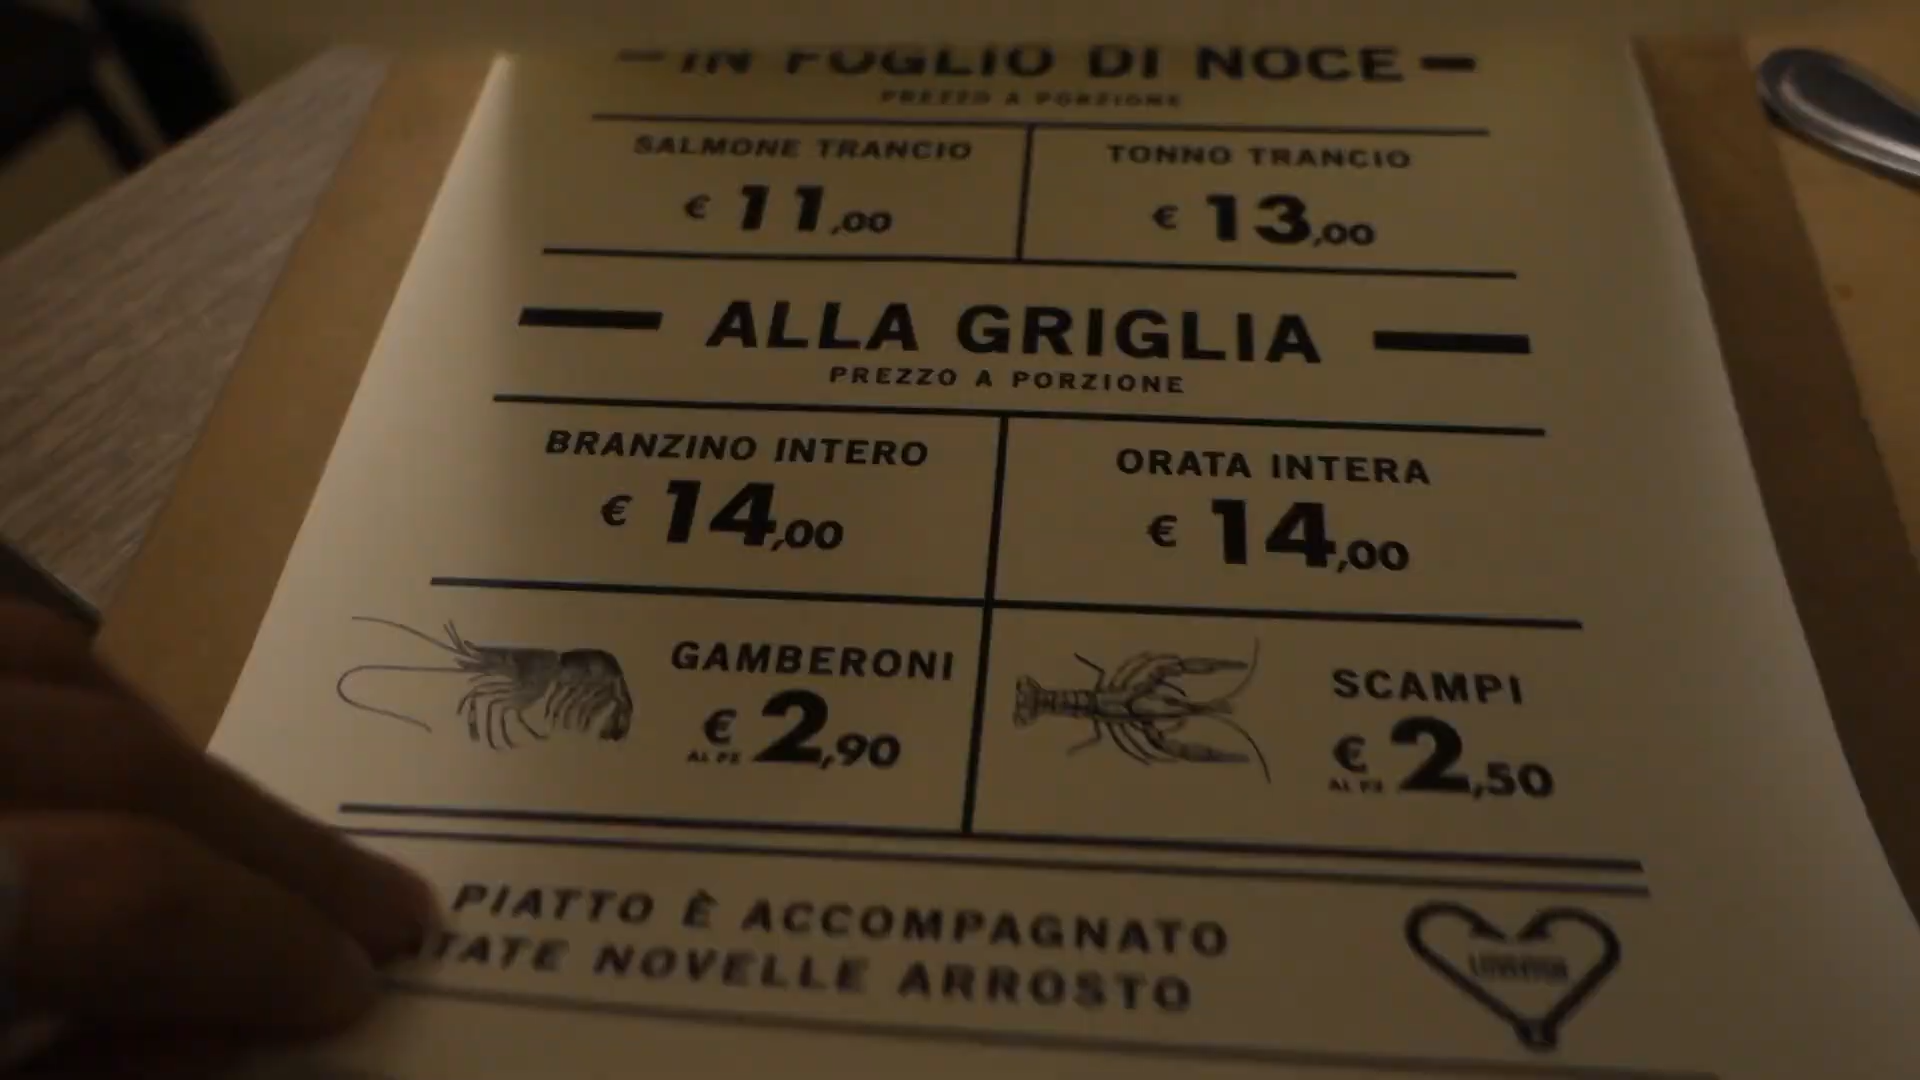 IN FOGLIO DI NOCE
PREZZO A PORZIONE
SALMONE TRANCIO
€ 11,00
TONNO TRANCIO
€ 13,00
ALLA GRIGLIA
PREZZO A PORZIONE
BRANZINO INTERO
€ 14,00
ORATA INTERA
€ 14,00
GAMBERONI
€ 2,90
AL PZ
SCAMPI
€ 2,50
AL PZ
PIATTO È ACCOMPAGNATO
NOVELLE ARROSTO